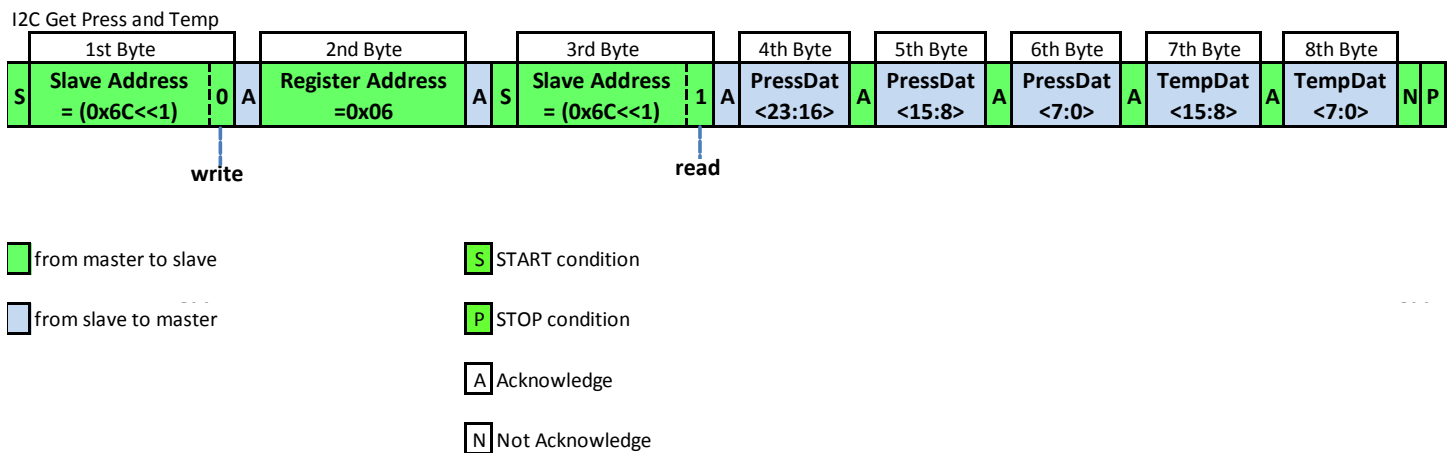 I2C Get Press and Temp
1st Byte 2nd Byte 3rd Byte 4th Byte 5th Byte 6th Byte 7th Byte 8th Byte
S Slave Address = (0x6C<<1) 0 A Register Address =0x06 A S Slave Address = (0x6C<<1) 1 A PressDat <23:16> A PressDat <15:8> A PressDat <7:0> A TempDat <15:8> A TempDat <7:0> N P
write read
from master to slave
S START condition
from slave to master
P STOP condition
A Acknowledge
N Not Acknowledge